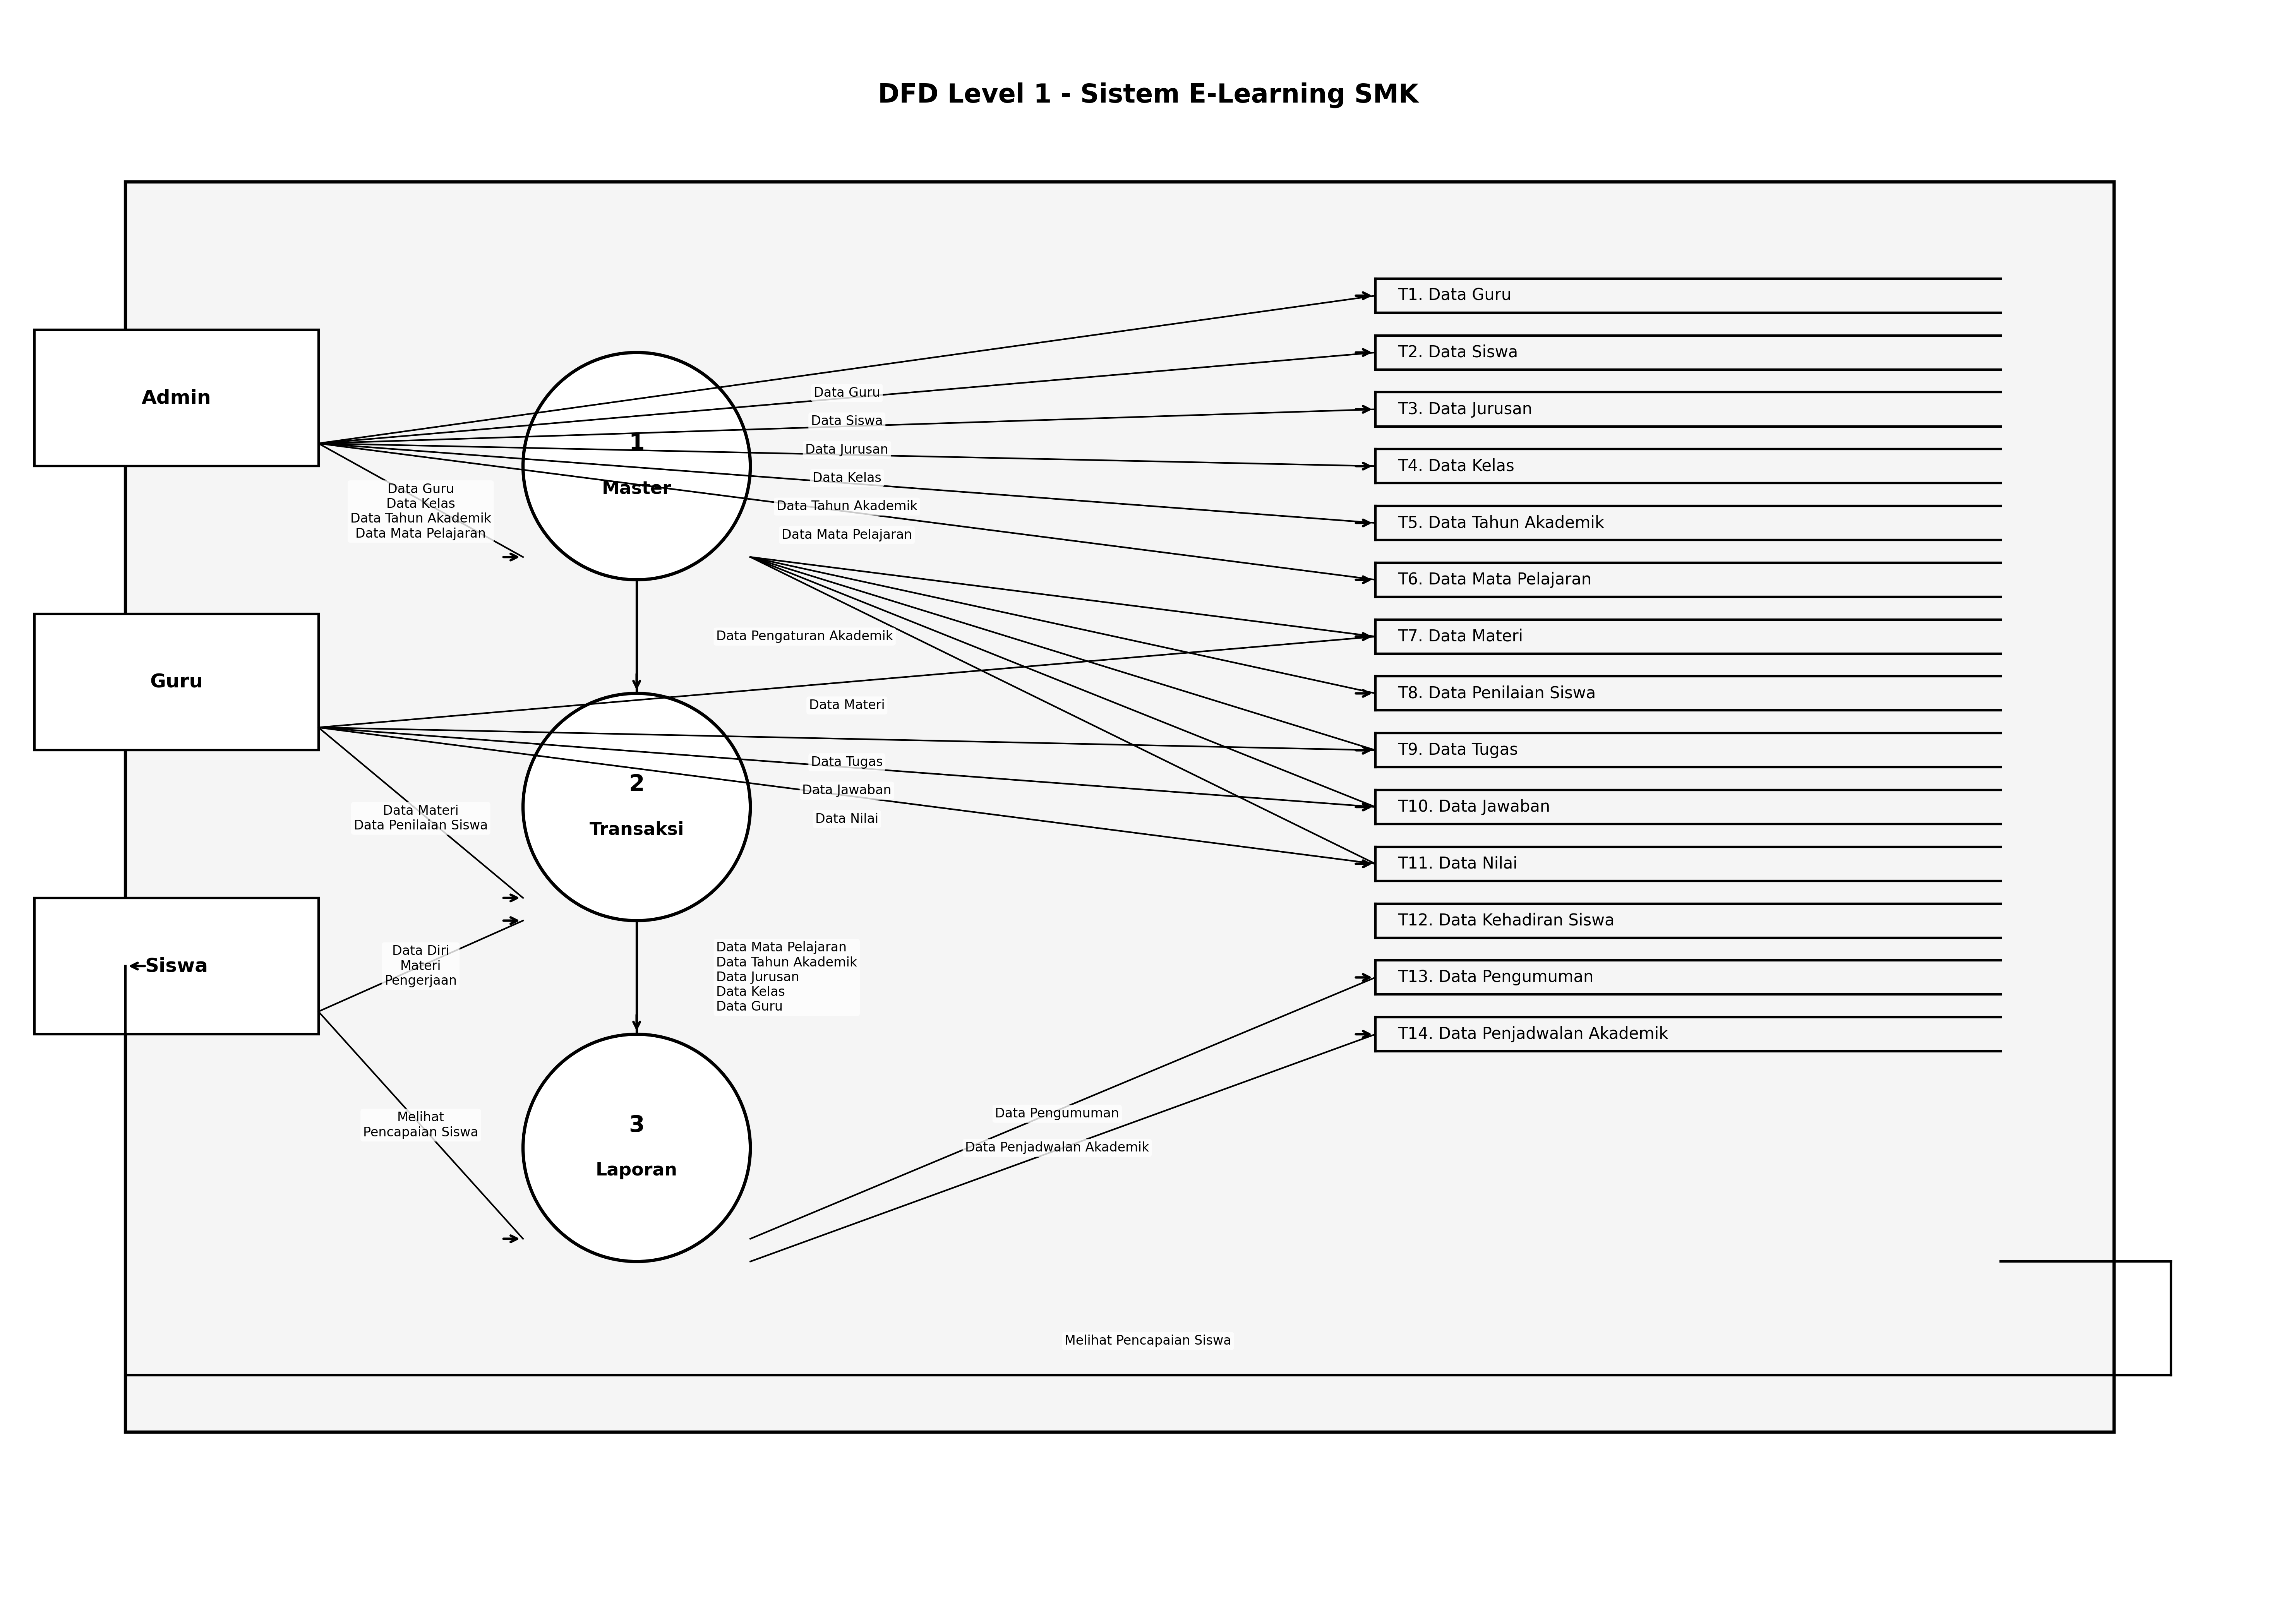 DFD Level 1 - Sistem E-Learning SMK
Admin
Guru
Siswa
1
Master
2
Transaksi
3
Laporan
Data Guru
Data Kelas
Data Tahun Akademik
Data Mata Pelajaran
Data Materi
Data Penilaian Siswa
Data Diri
Materi
Pengerjaan
Melihat
Pencapaian Siswa
Data Guru
Data Siswa
Data Jurusan
Data Kelas
Data Tahun Akademik
Data Mata Pelajaran
Data Pengaturan Akademik
Data Materi
Data Tugas
Data Jawaban
Data Nilai
Data Mata Pelajaran
Data Tahun Akademik
Data Jurusan
Data Kelas
Data Guru
Data Pengumuman
Data Penjadwalan Akademik
T1. Data Guru
T2. Data Siswa
T3. Data Jurusan
T4. Data Kelas
T5. Data Tahun Akademik
T6. Data Mata Pelajaran
T7. Data Materi
T8. Data Penilaian Siswa
T9. Data Tugas
T10. Data Jawaban
T11. Data Nilai
T12. Data Kehadiran Siswa
T13. Data Pengumuman
T14. Data Penjadwalan Akademik
Melihat Pencapaian Siswa